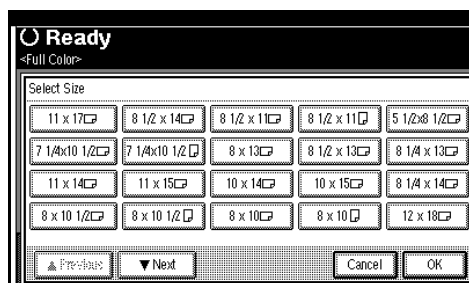 Ready
<Full Color>
Select Size
11 x 17 8 1/2 x 14 8 1/2 x 11 8 1/2 x 11 5 1/2x8 1/2
7 1/4x10 1/2 7 1/4x10 1/2 8 x 13 8 1/2 x 13 8 1/4 x 13
11 x 14 11 x 15 10 x 14 10 x 15 8 1/4 x 14
8 x 10 1/2 8 x 10 1/2 8 x 10 8 x 10 12 x 18
▲ Previous ▼ Next Cancel OK